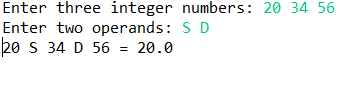 Enter three integer numbers: 20 34 56
Enter two operands: S D
20 S 34 D 56 = 20.0